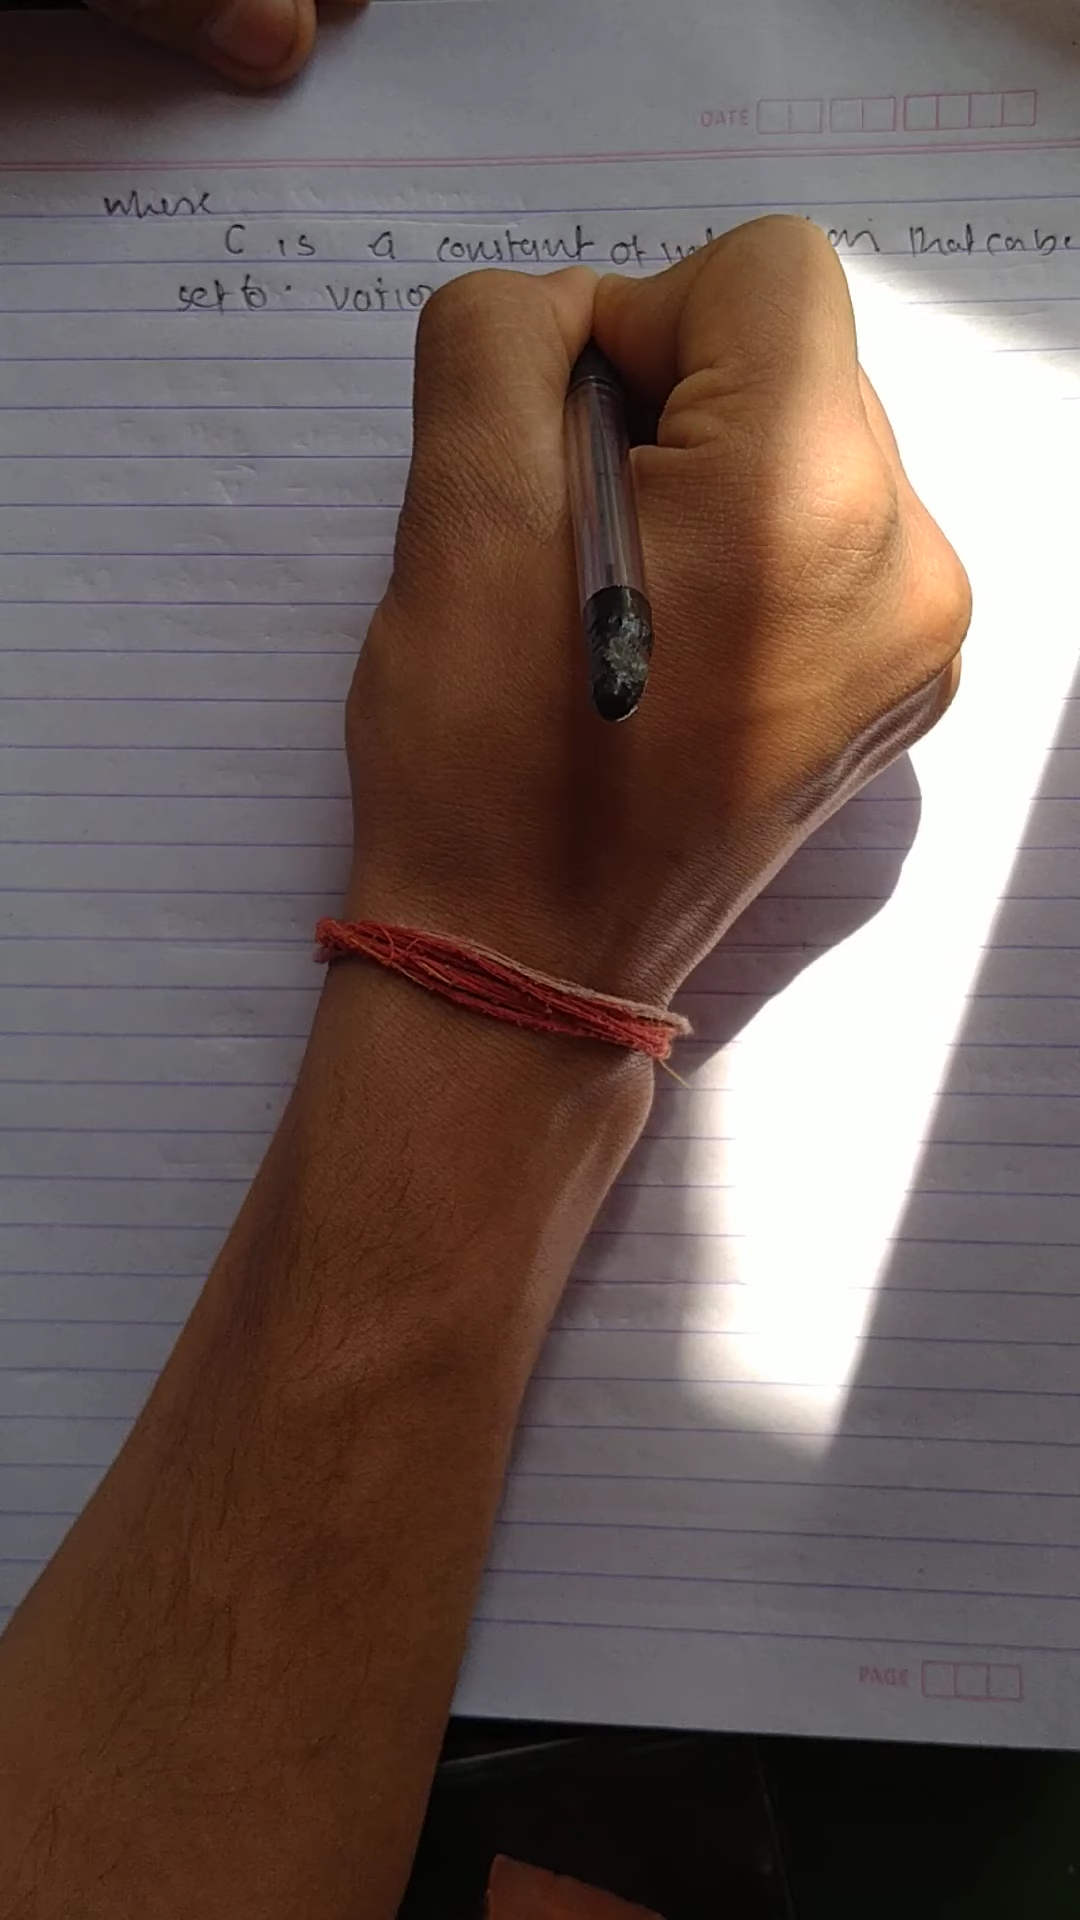 DATE
where
C is a constant of that can be
set to
PAGE